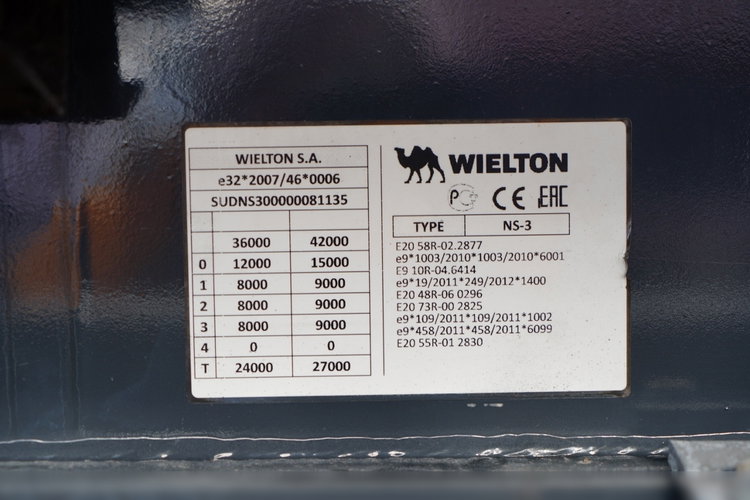 WIELTON S.A.
e32*2007/46*0006
SUDNS300000081135
36000 42000
0 12000 15000
1 8000 9000
2 8000 9000
3 8000 9000
4 0 0
T 24000 27000
WIELTON
РС CE EAC
TYPE NS-3
E20 58R-02.2877
e9*1003/2010*1003/2010*6001
E9 10R-04.6414
e9*19/2011*249/2012*1400
E20 48R-06 0296
E20 73R-00 2825
e9*109/2011*109/2011*1002
e9*458/2011*458/2011*6099
E20 55R-01 2830